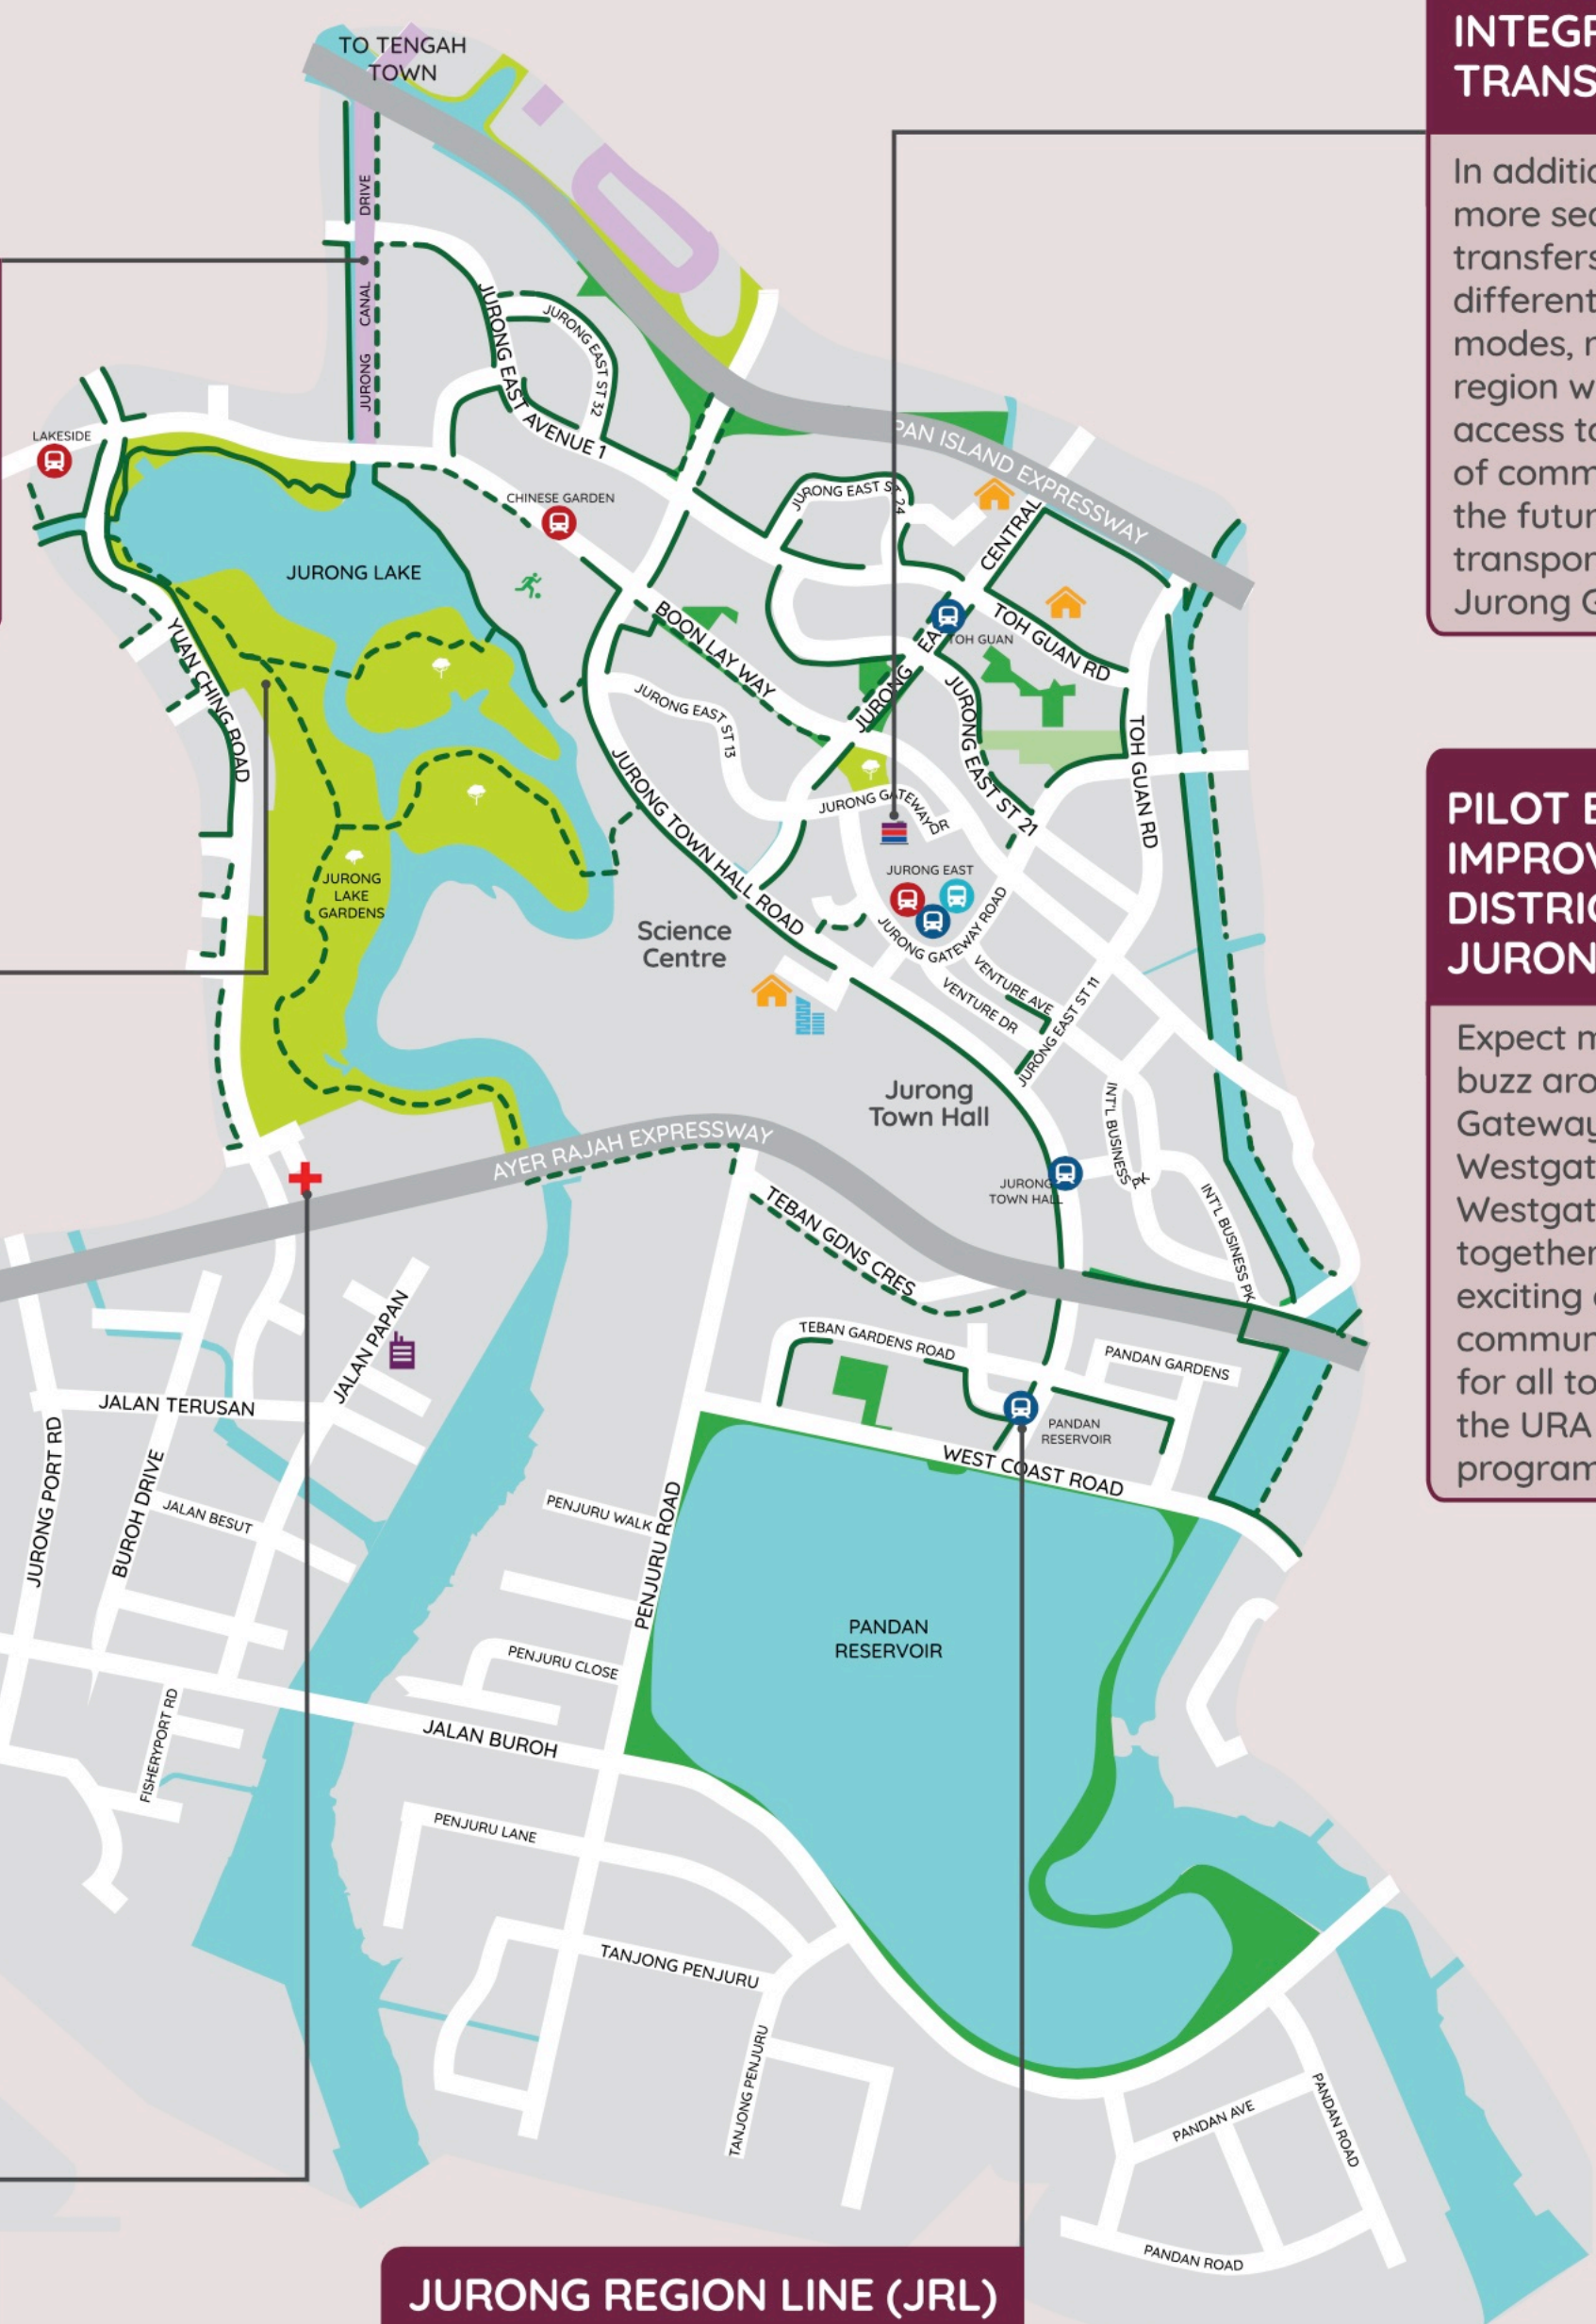 TO TENGAH
TOWN
INTEGR
TRANS
In additio
more sea
transfers
different
modes, r
region w
access to
of comm
the futur
transpor
Jurong G
JURONG CANAL DRIVE
JURONG EAST ST 32
JURONG EAST AVENUE 1
LAKESIDE
CHINESE GARDEN
PAN ISLAND EXPRESSWAY
JURONG EAST ST 24
JURONG EAST CENTRAL
JURONG LAKE
BOON LAY WAY
TOH GUAN
TOH GUAN RD
YUAN CHING ROAD
JURONG EAST ST 13
JURONG EAST ST 21
TOH GUAN RD
JURONG TOWN HALL ROAD
JURONG GATEWAY DR
PILOT B
IMPROV
DISTRIC
JURON
JURONG
LAKE
GARDENS
JURONG EAST
JURONG GATEWAY ROAD
Science
Centre
VENTURE AVE
VENTURE DR
JURONG EAST ST 11
Expect m
buzz aro
Gateway
Westgat
Westgat
together
exciting
commun
for all to
the URA
program
Jurong
Town Hall
INT'L BUSINESS PK
AYER RAJAH EXPRESSWAY
JURONG
TOWN HALL
INT'L BUSINESS PK
TEBAN GDNS CRES
TEBAN GARDENS ROAD
PANDAN GARDENS
JALAN PAPAN
JALAN TERUSAN
PANDAN
RESERVOIR
WEST COAST ROAD
JURONG PORT RD
BUROH DRIVE
JALAN BESUT
PENJURU WALK
PENJURU ROAD
PANDAN
RESERVOIR
PENJURU CLOSE
FISHERYPORT RD
JALAN BUROH
PENJURU LANE
TANJONG PENJURU
TANJONG PENJURU
PANDAN AVE
PANDAN ROAD
PANDAN ROAD
JURONG REGION LINE (JRL)